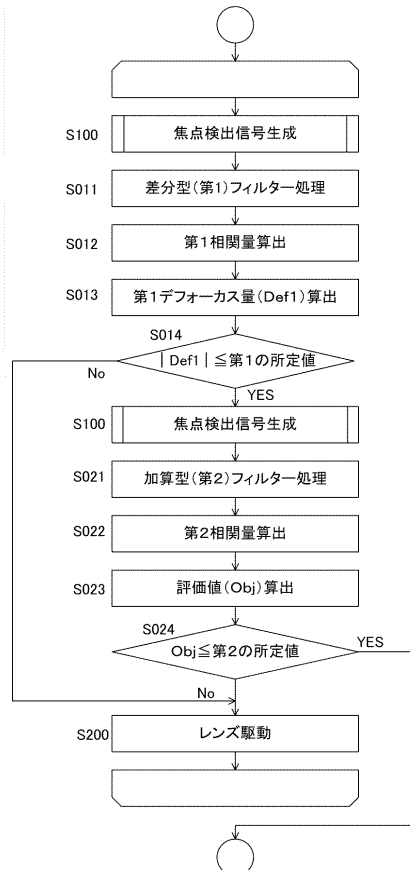 S100
焦点検出信号生成
S011
差分型(第1)フィルター処理
S012
第1相関量算出
S013
第1デフォーカス量(Def1)算出
S014
|Def1|≦第1の所定値
No
YES
S100
焦点検出信号生成
S021
加算型(第2)フィルター処理
S022
第2相関量算出
S023
評価値(Obj)算出
S024
YES
Obj≦第2の所定値
No
S200
レンズ駆動